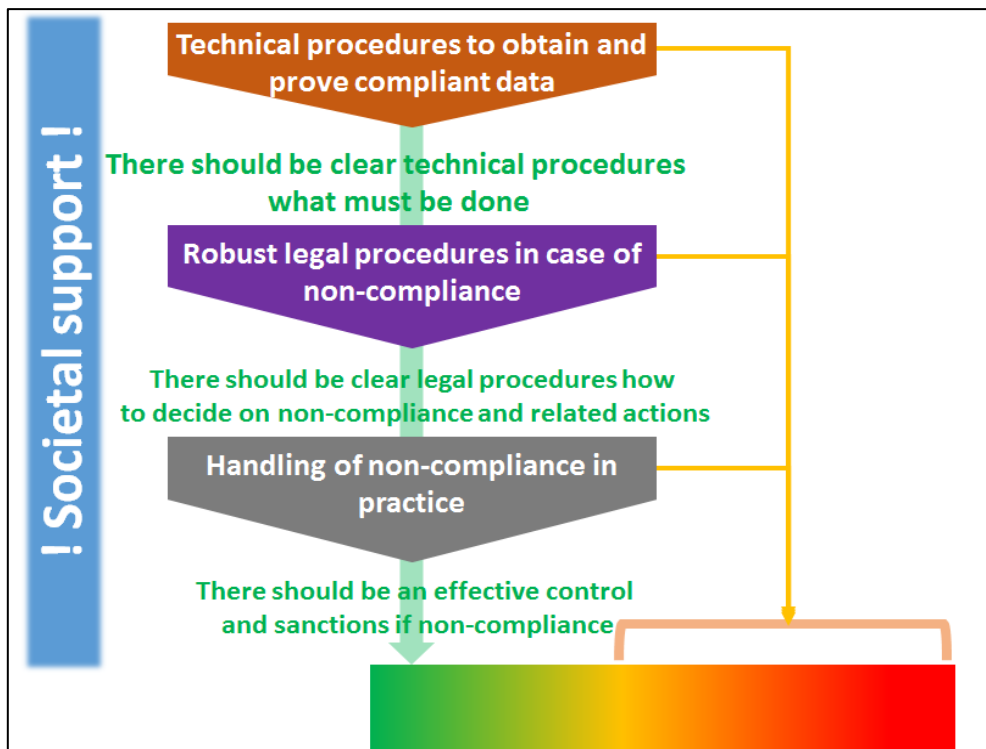 ! Societal support !
Technical procedures to obtain and
prove compliant data
There should be clear technical procedures
what must be done
Robust legal procedures in case of
non-compliance
There should be clear legal procedures how
to decide on non-compliance and related actions
Handling of non-compliance in
practice
There should be an effective control
and sanctions if non-compliance